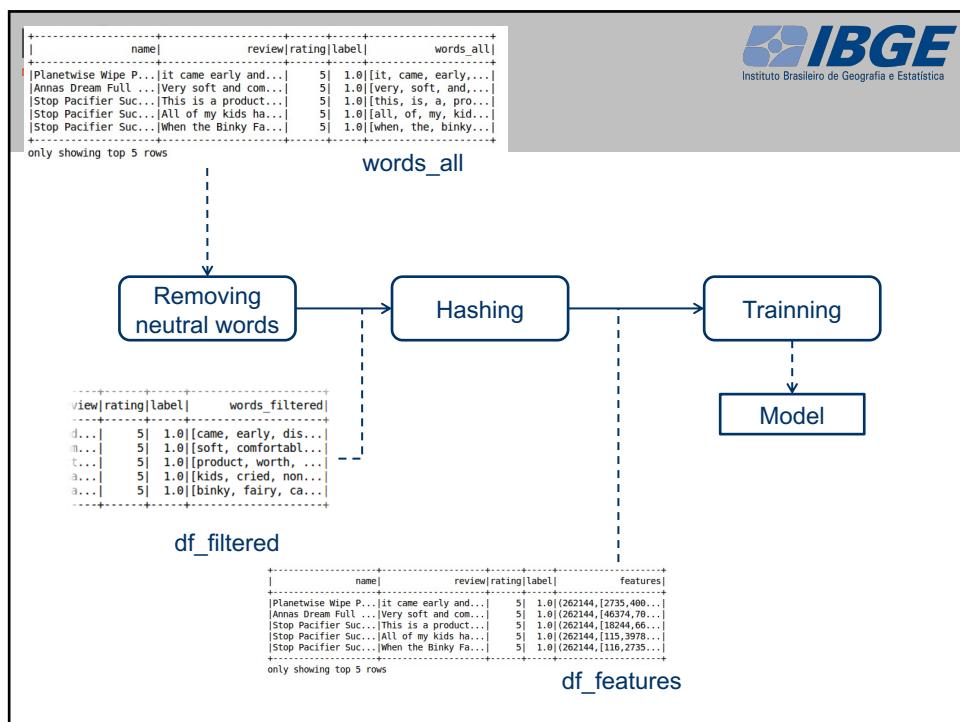 +--------------------+--------------------+------+-----+--------------------+
|                name|              review|rating|label|           words_all|
+--------------------+--------------------+------+-----+--------------------+
|Planetwise Wipe P...|it came early and...|     5|  1.0|[it, came, early,...|
|Annas Dream Full ...|Very soft and com...|     5|  1.0|[very, soft, and,...|
|Stop Pacifier Suc...|This is a product...|     5|  1.0|[this, is, a, pro...|
|Stop Pacifier Suc...|All of my kids ha...|     5|  1.0|[all, of, my, kid...|
|Stop Pacifier Suc...|When the Binky Fa...|     5|  1.0|[when, the, binky...|
+--------------------+--------------------+------+-----+--------------------+
only showing top 5 rows
IBGE
Instituto Brasileiro de Geografia e Estatística
words_all
Removing
neutral words
Hashing
Trainning
Model
----+------+-----+--------------------+
view|rating|label|      words_filtered|
----+------+-----+--------------------+
d...|     5|  1.0|[came, early, dis...|
m...|     5|  1.0|[soft, comfortabl...|
t...|     5|  1.0|[product, worth, ...|
a...|     5|  1.0|[kids, cried, non...|
a...|     5|  1.0|[binky, fairy, ca...|
----+------+-----+--------------------+
df_filtered
+--------------------+--------------------+------+-----+--------------------+
|                name|              review|rating|label|            features|
+--------------------+--------------------+------+-----+--------------------+
|Planetwise Wipe P...|it came early and...|     5|  1.0|(262144,[2735,400...|
|Annas Dream Full ...|Very soft and com...|     5|  1.0|(262144,[46374,70...|
|Stop Pacifier Suc...|This is a product...|     5|  1.0|(262144,[18244,66...|
|Stop Pacifier Suc...|All of my kids ha...|     5|  1.0|(262144,[115,3978...|
|Stop Pacifier Suc...|When the Binky Fa...|     5|  1.0|(262144,[116,2735...|
+--------------------+--------------------+------+-----+--------------------+
only showing top 5 rows
df_features